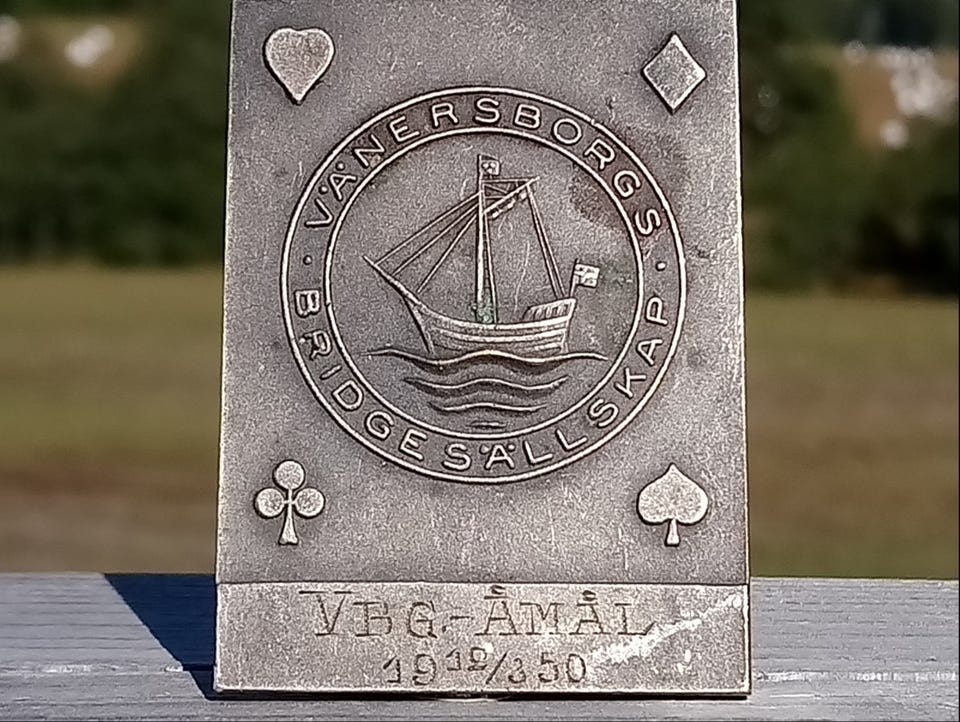 VÄNERSBORGS
· BRIDGESÄLLSKAP ·
VBG-ÅMÅL
19 12/3 50